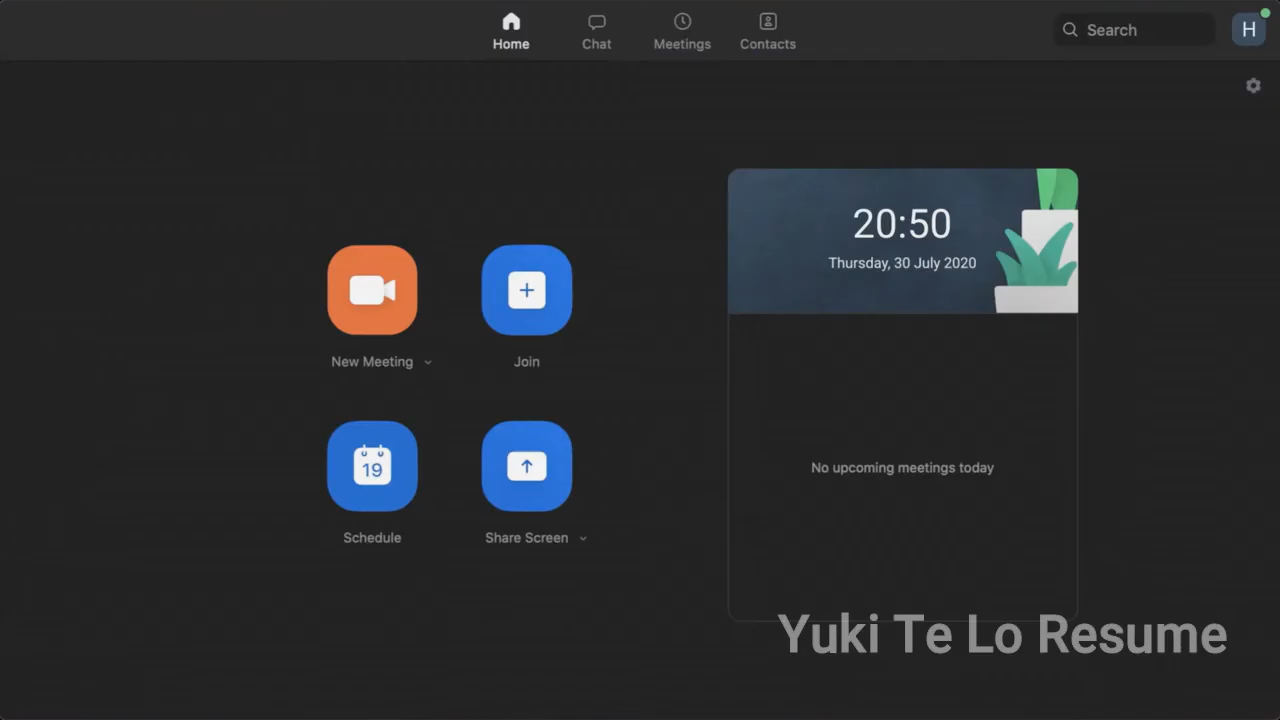 Home
Chat
Meetings
Contacts
Search
H
20:50
Thursday, 30 July 2020
New Meeting
Join
19
Schedule
Share Screen
No upcoming meetings today
Yuki Te Lo Resume